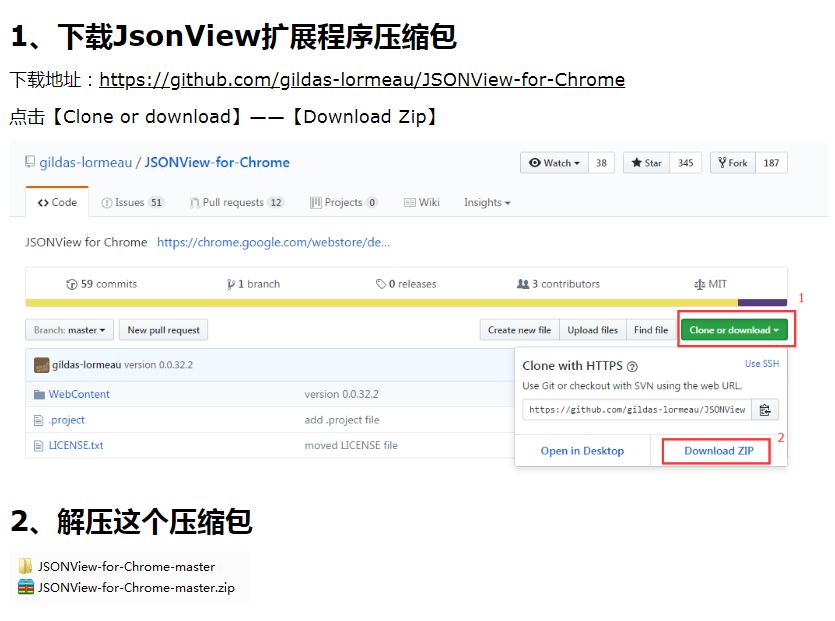 1、下载JsonView扩展程序压缩包
下载地址：https://github.com/gildas-lormeau/JSONView-for-Chrome
点击【Clone or download】——【Download Zip】
gildas-lormeau / JSONView-for-Chrome
Watch 38 Star 345 Fork 187
Code Issues 51 Pull requests 12 Projects 0 Wiki Insights
JSONView for Chrome https://chrome.google.com/webstore/de...
59 commits 1 branch 0 releases 3 contributors MIT
1
Branch: master New pull request Create new file Upload files Find file Clone or download
gildas-lormeau version 0.0.32.2
WebContent version 0.0.32.2
.project add .project file
LICENSE.txt moved LICENSE file
Clone with HTTPS ? Use SSH
Use Git or checkout with SVN using the web URL.
https://github.com/gildas-lormeau/JSONView
2
Open in Desktop Download ZIP
2、解压这个压缩包
JSONView-for-Chrome-master
JSONView-for-Chrome-master.zip